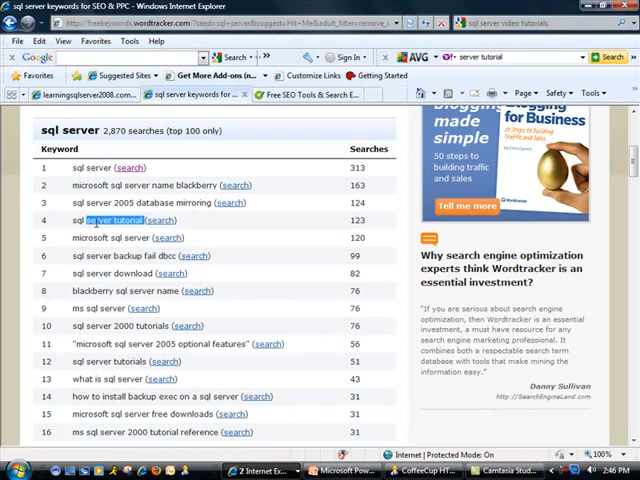 sql server keywords for SEO & PPC - Windows Internet Explorer
http://freekeywords.wordtracker.com/?seed=sql+server&suggest=Hit+Me&adult_filter=remove_
sql server video tutorials
File Edit View Favorites Tools Help
Google Search Sign In AVG Y! server tutorial Search
Favorites Suggested Sites Get More Add-ons (n... Customize Links Getting Started
learningsqlserver2008.com... sql server keywords for ... Free SEO Tools & Search E... Page Safety Tools
sql server 2,870 searches (top 100 only)
Keyword Searches
1 sql server (search) 313
2 microsoft sql server name blackberry (search) 163
3 sql server 2005 database mirroring (search) 124
4 sql server tutorial (search) 123
5 microsoft sql server (search) 120
6 sql server backup fail dbcc (search) 99
7 sql server download (search) 82
8 blackberry sql server name (search) 76
9 ms sql server (search) 76
10 sql server 2000 tutorials (search) 76
11 "microsoft sql server 2005 optional features" (search) 56
12 sql server tutorials (search) 51
13 what is sql server (search) 43
14 how to install backup exec on a sql server (search) 31
15 microsoft sql server free downloads (search) 31
16 ms sql server 2000 tutorial reference (search) 31
blogging
made
simple
50 steps to
building traffic
and sales
Tell me more
Blogging
for Business
Why search engine optimization
experts think Wordtracker is an
essential investment?
"If you are serious about search engine
optimization, then Wordtracker is an essential
investment, a must have resource for any
search engine marketing professional. It
combines both a respectable search term
database with invaluable tools for making the
information easy."
Danny Sullivan
http://SearchEngineLand.com
Internet | Protected Mode: On 100%
2 Internet Exp... Microsoft Pow... CoffeeCup HT... Camtasia Stud... 2:46 PM